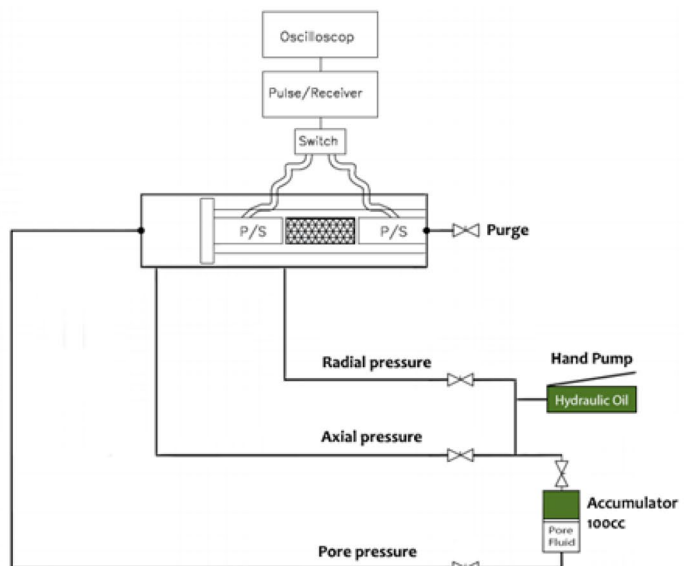 Oscilloscop
Pulse/Receiver
Switch
P/S
P/S
Purge
Radial pressure
Hand Pump
Hydraulic Oil
Axial pressure
Accumulator
100cc
Pore
Fluid
Pore pressure